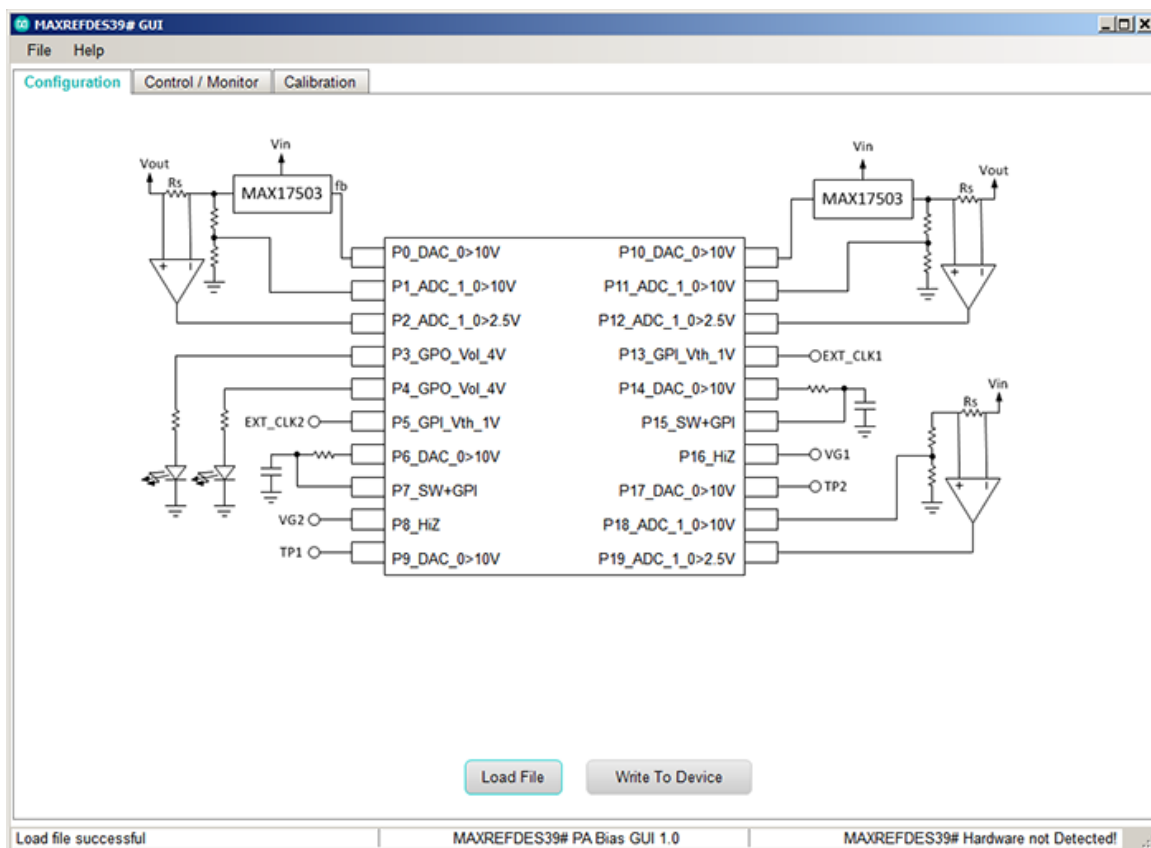 MAXREFDES39# GUI
File Help
Configuration Control / Monitor Calibration
Vin
Vout
Rs
MAX17503
fb
Vin
MAX17503
Rs
Vout
P0_DAC_0>10V
P10_DAC_0>10V
P1_ADC_1_0>10V
P11_ADC_1_0>10V
+ −
+ −
P2_ADC_1_0>2.5V
P12_ADC_1_0>2.5V
P3_GPO_Vol_4V
P13_GPI_Vth_1V
EXT_CLK1
P4_GPO_Vol_4V
P14_DAC_0>10V
Vin
Rs
EXT_CLK2
P5_GPI_Vth_1V
P15_SW+GPI
P6_DAC_0>10V
P16_HiZ
VG1
P7_SW+GPI
P17_DAC_0>10V
TP2
+ −
VG2
P8_HiZ
P18_ADC_1_0>10V
TP1
P9_DAC_0>10V
P19_ADC_1_0>2.5V
Load File
Write To Device
Load file successful
MAXREFDES39# PA Bias GUI 1.0
MAXREFDES39# Hardware not Detected!